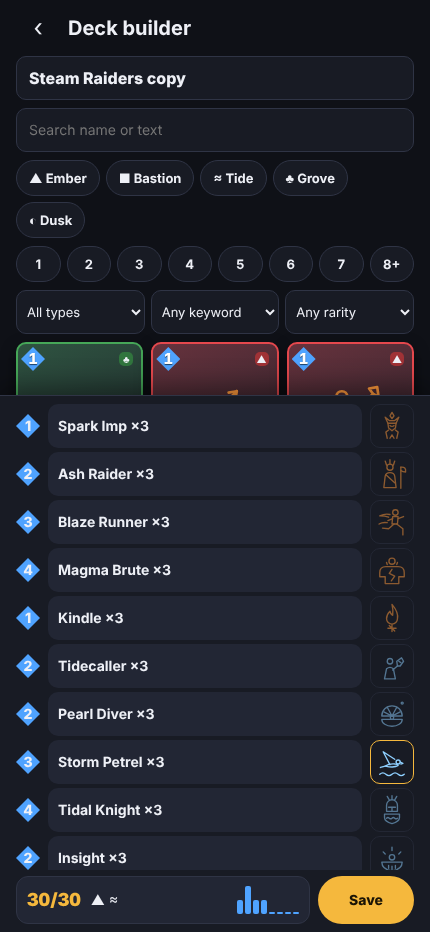 Deck builder
Steam Raiders copy
Search name or text
Ember Bastion Tide Grove
Dusk
1 2 3 4 5 6 7 8+
All types Any keyword Any rarity
1 1 1
1 Spark Imp ×3
2 Ash Raider ×3
3 Blaze Runner ×3
4 Magma Brute ×3
1 Kindle ×3
2 Tidecaller ×3
2 Pearl Diver ×3
3 Storm Petrel ×3
4 Tidal Knight ×3
2 Insight ×3
30/30 Save